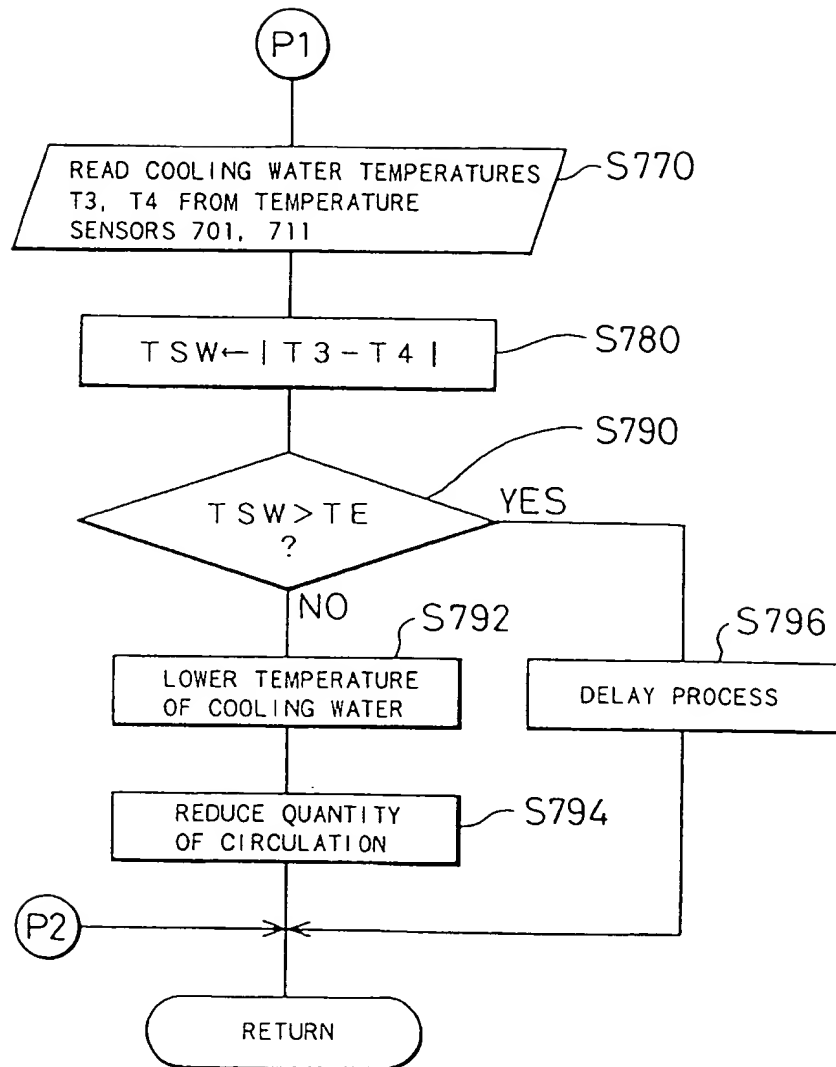 P1
READ COOLING WATER TEMPERATURES
T3, T4 FROM TEMPERATURE
SENSORS 701, 711
S770
TSW←|T3-T4|
S780
S790
TSW>TE
?
YES
NO
S792
LOWER TEMPERATURE
OF COOLING WATER
S796
DELAY PROCESS
REDUCE QUANTITY
OF CIRCULATION
S794
P2
RETURN